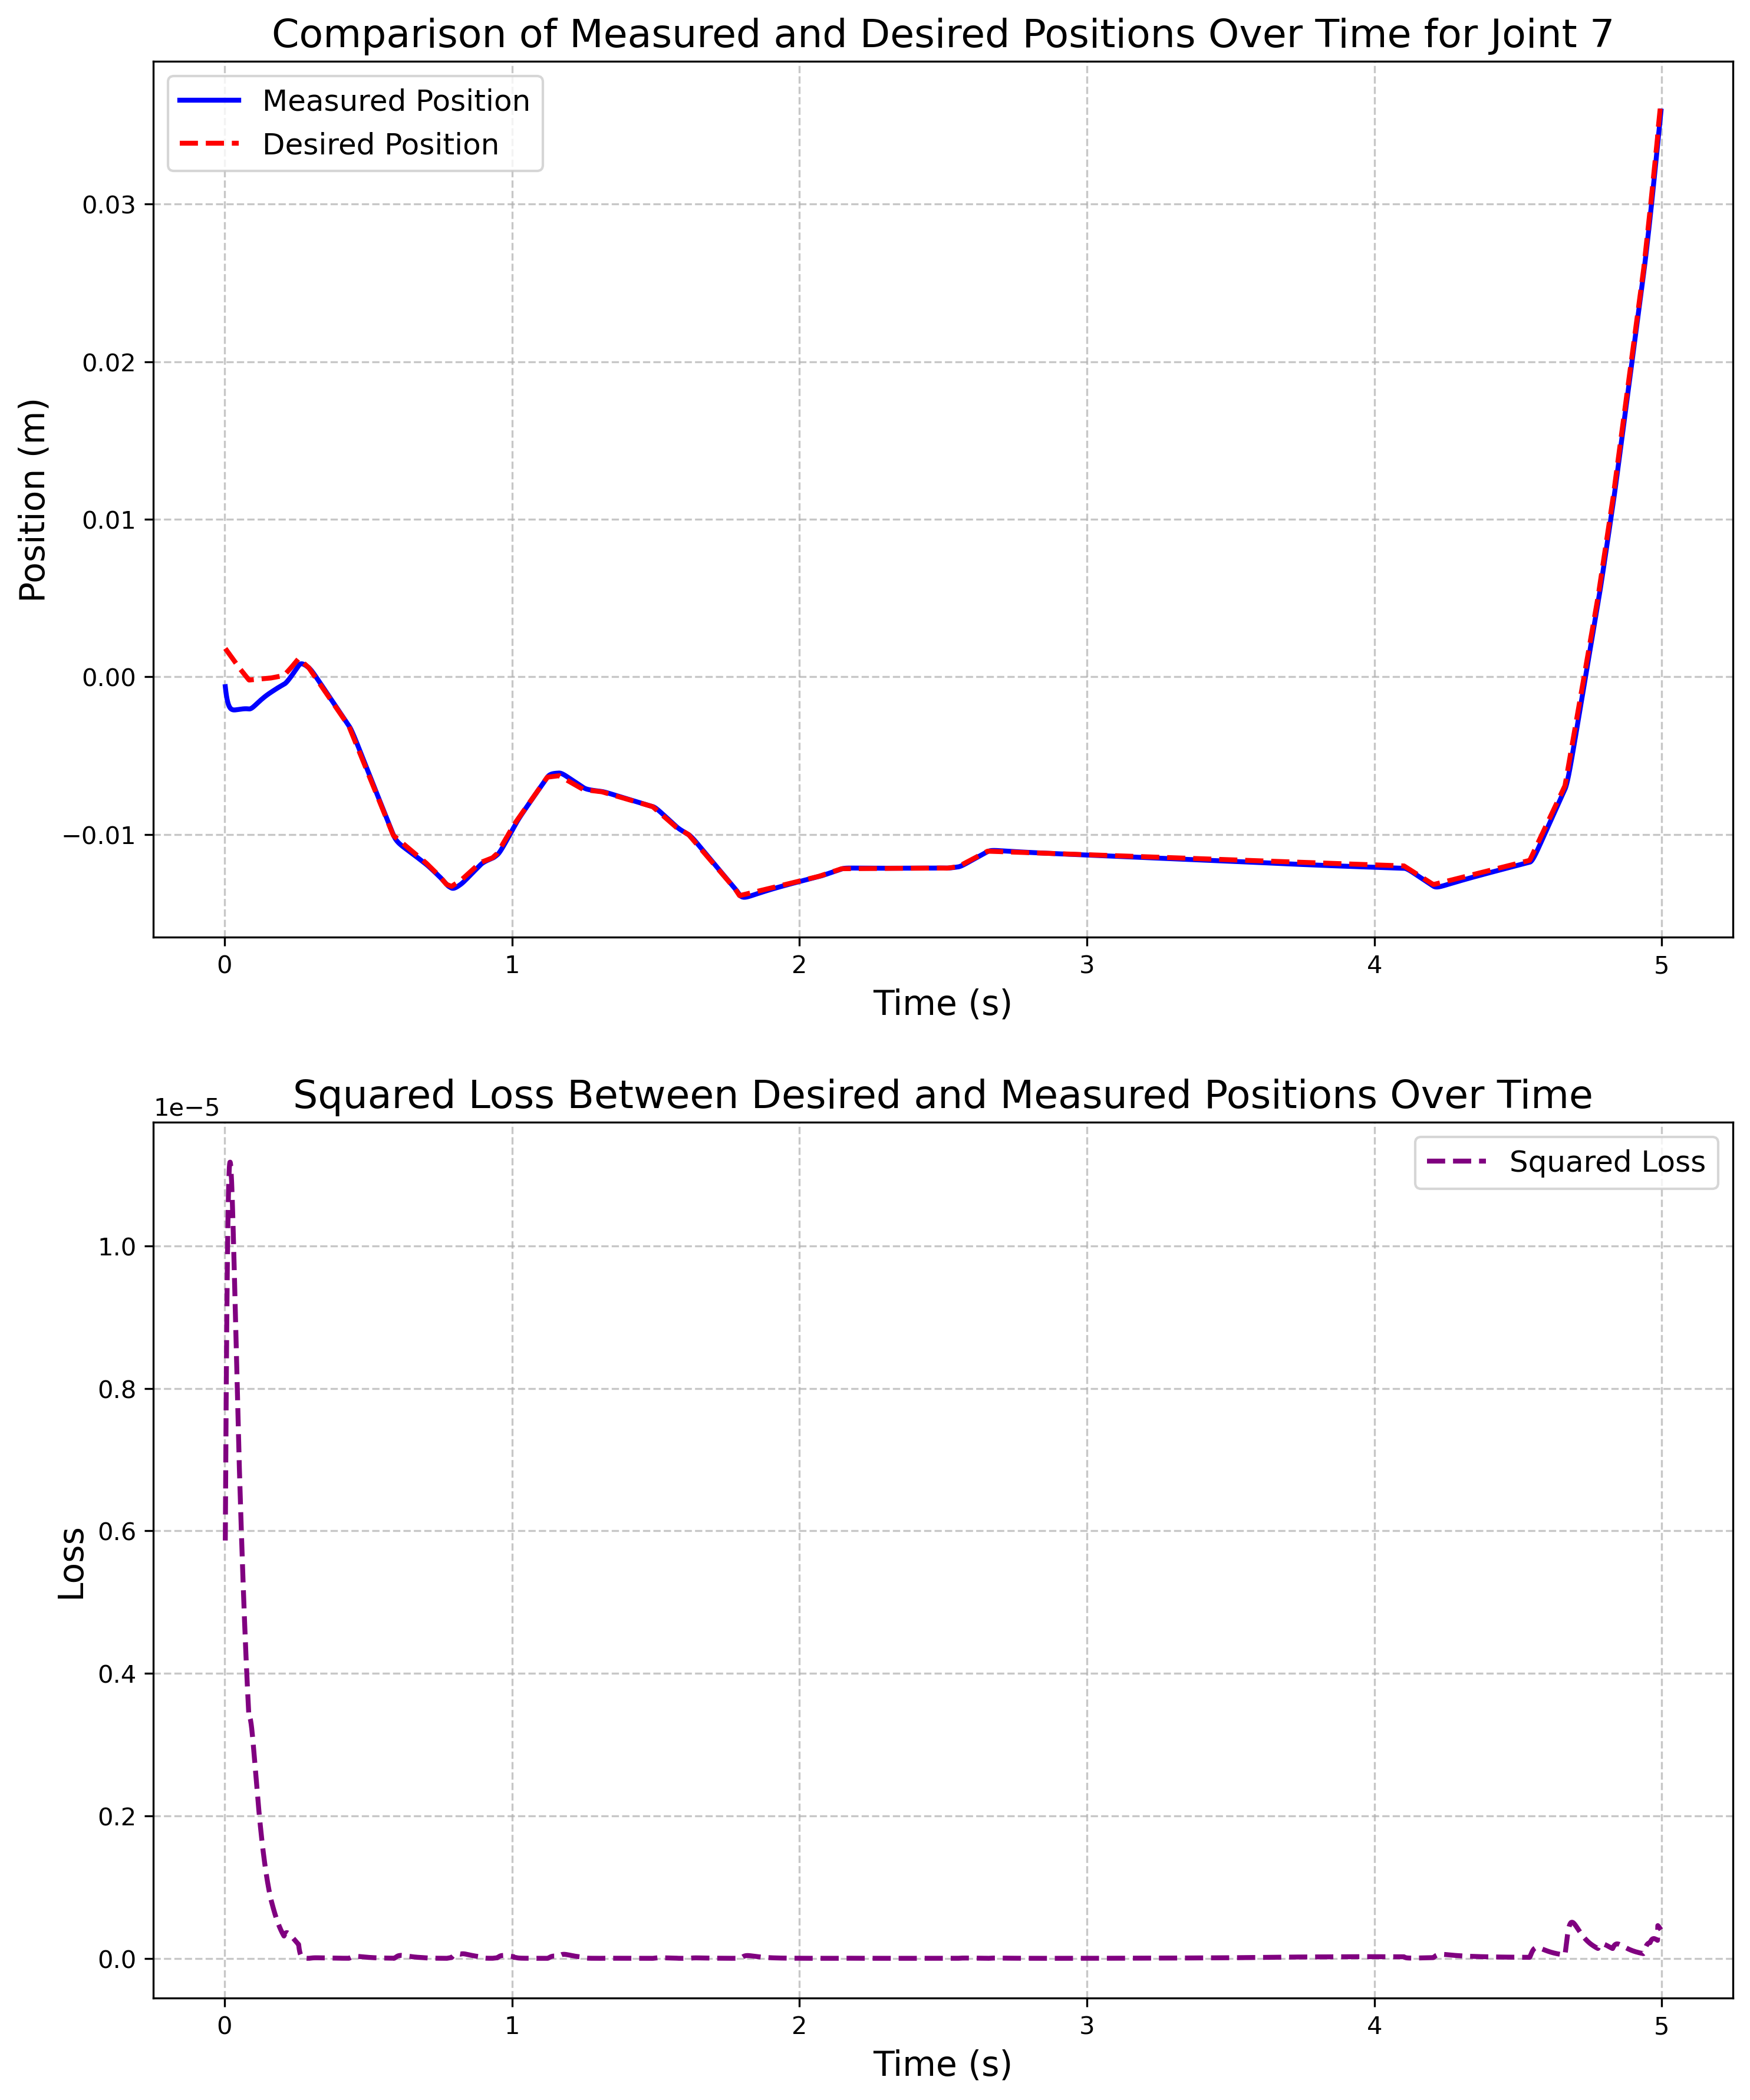 Comparison of Measured and Desired Positions Over Time for Joint 7
Measured Position
Desired Position
Position (m)
0.03
0.02
0.01
0.00
−0.01
0 1 2 3 4 5
Time (s)
Squared Loss Between Desired and Measured Positions Over Time
1e−5
Squared Loss
Loss
1.0
0.8
0.6
0.4
0.2
0.0
0 1 2 3 4 5
Time (s)